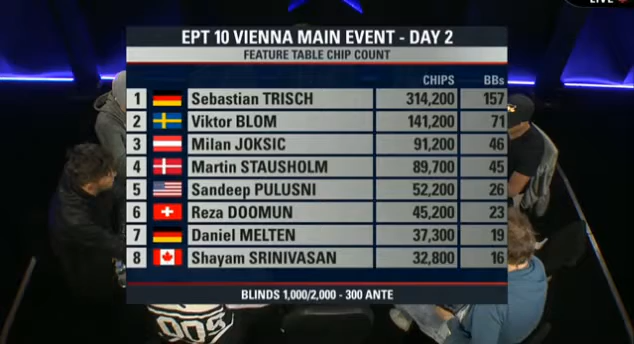 LIVE
EPT 10 VIENNA MAIN EVENT - DAY 2
FEATURE TABLE CHIP COUNT
CHIPS BBs
1 Sebastian TRISCH 314,200 157
2 Viktor BLOM 141,200 71
3 Milan JOKSIC 91,200 46
4 Martin STAUSHOLM 89,700 45
5 Sandeep PULUSNI 52,200 26
6 Reza DOOMUN 45,200 23
7 Daniel MELTEN 37,300 19
8 Shayam SRINIVASAN 32,800 16
BLINDS 1,000/2,000 - 300 ANTE